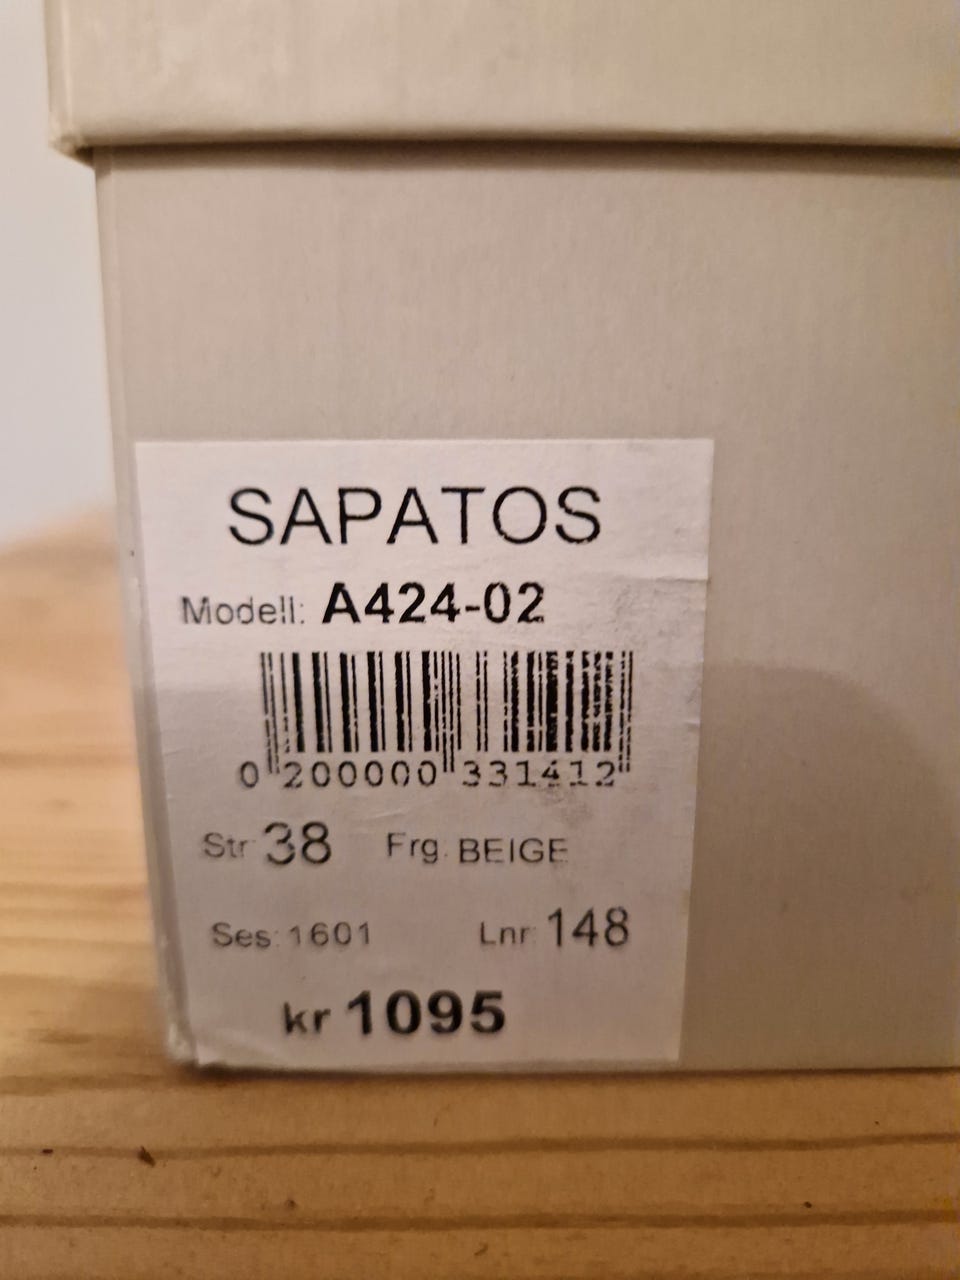 SAPATOS
Modell: A424-02
0 200000 331412
Str 38 Frg. BEIGE
Ses: 1601 Lnr: 148
kr 1095